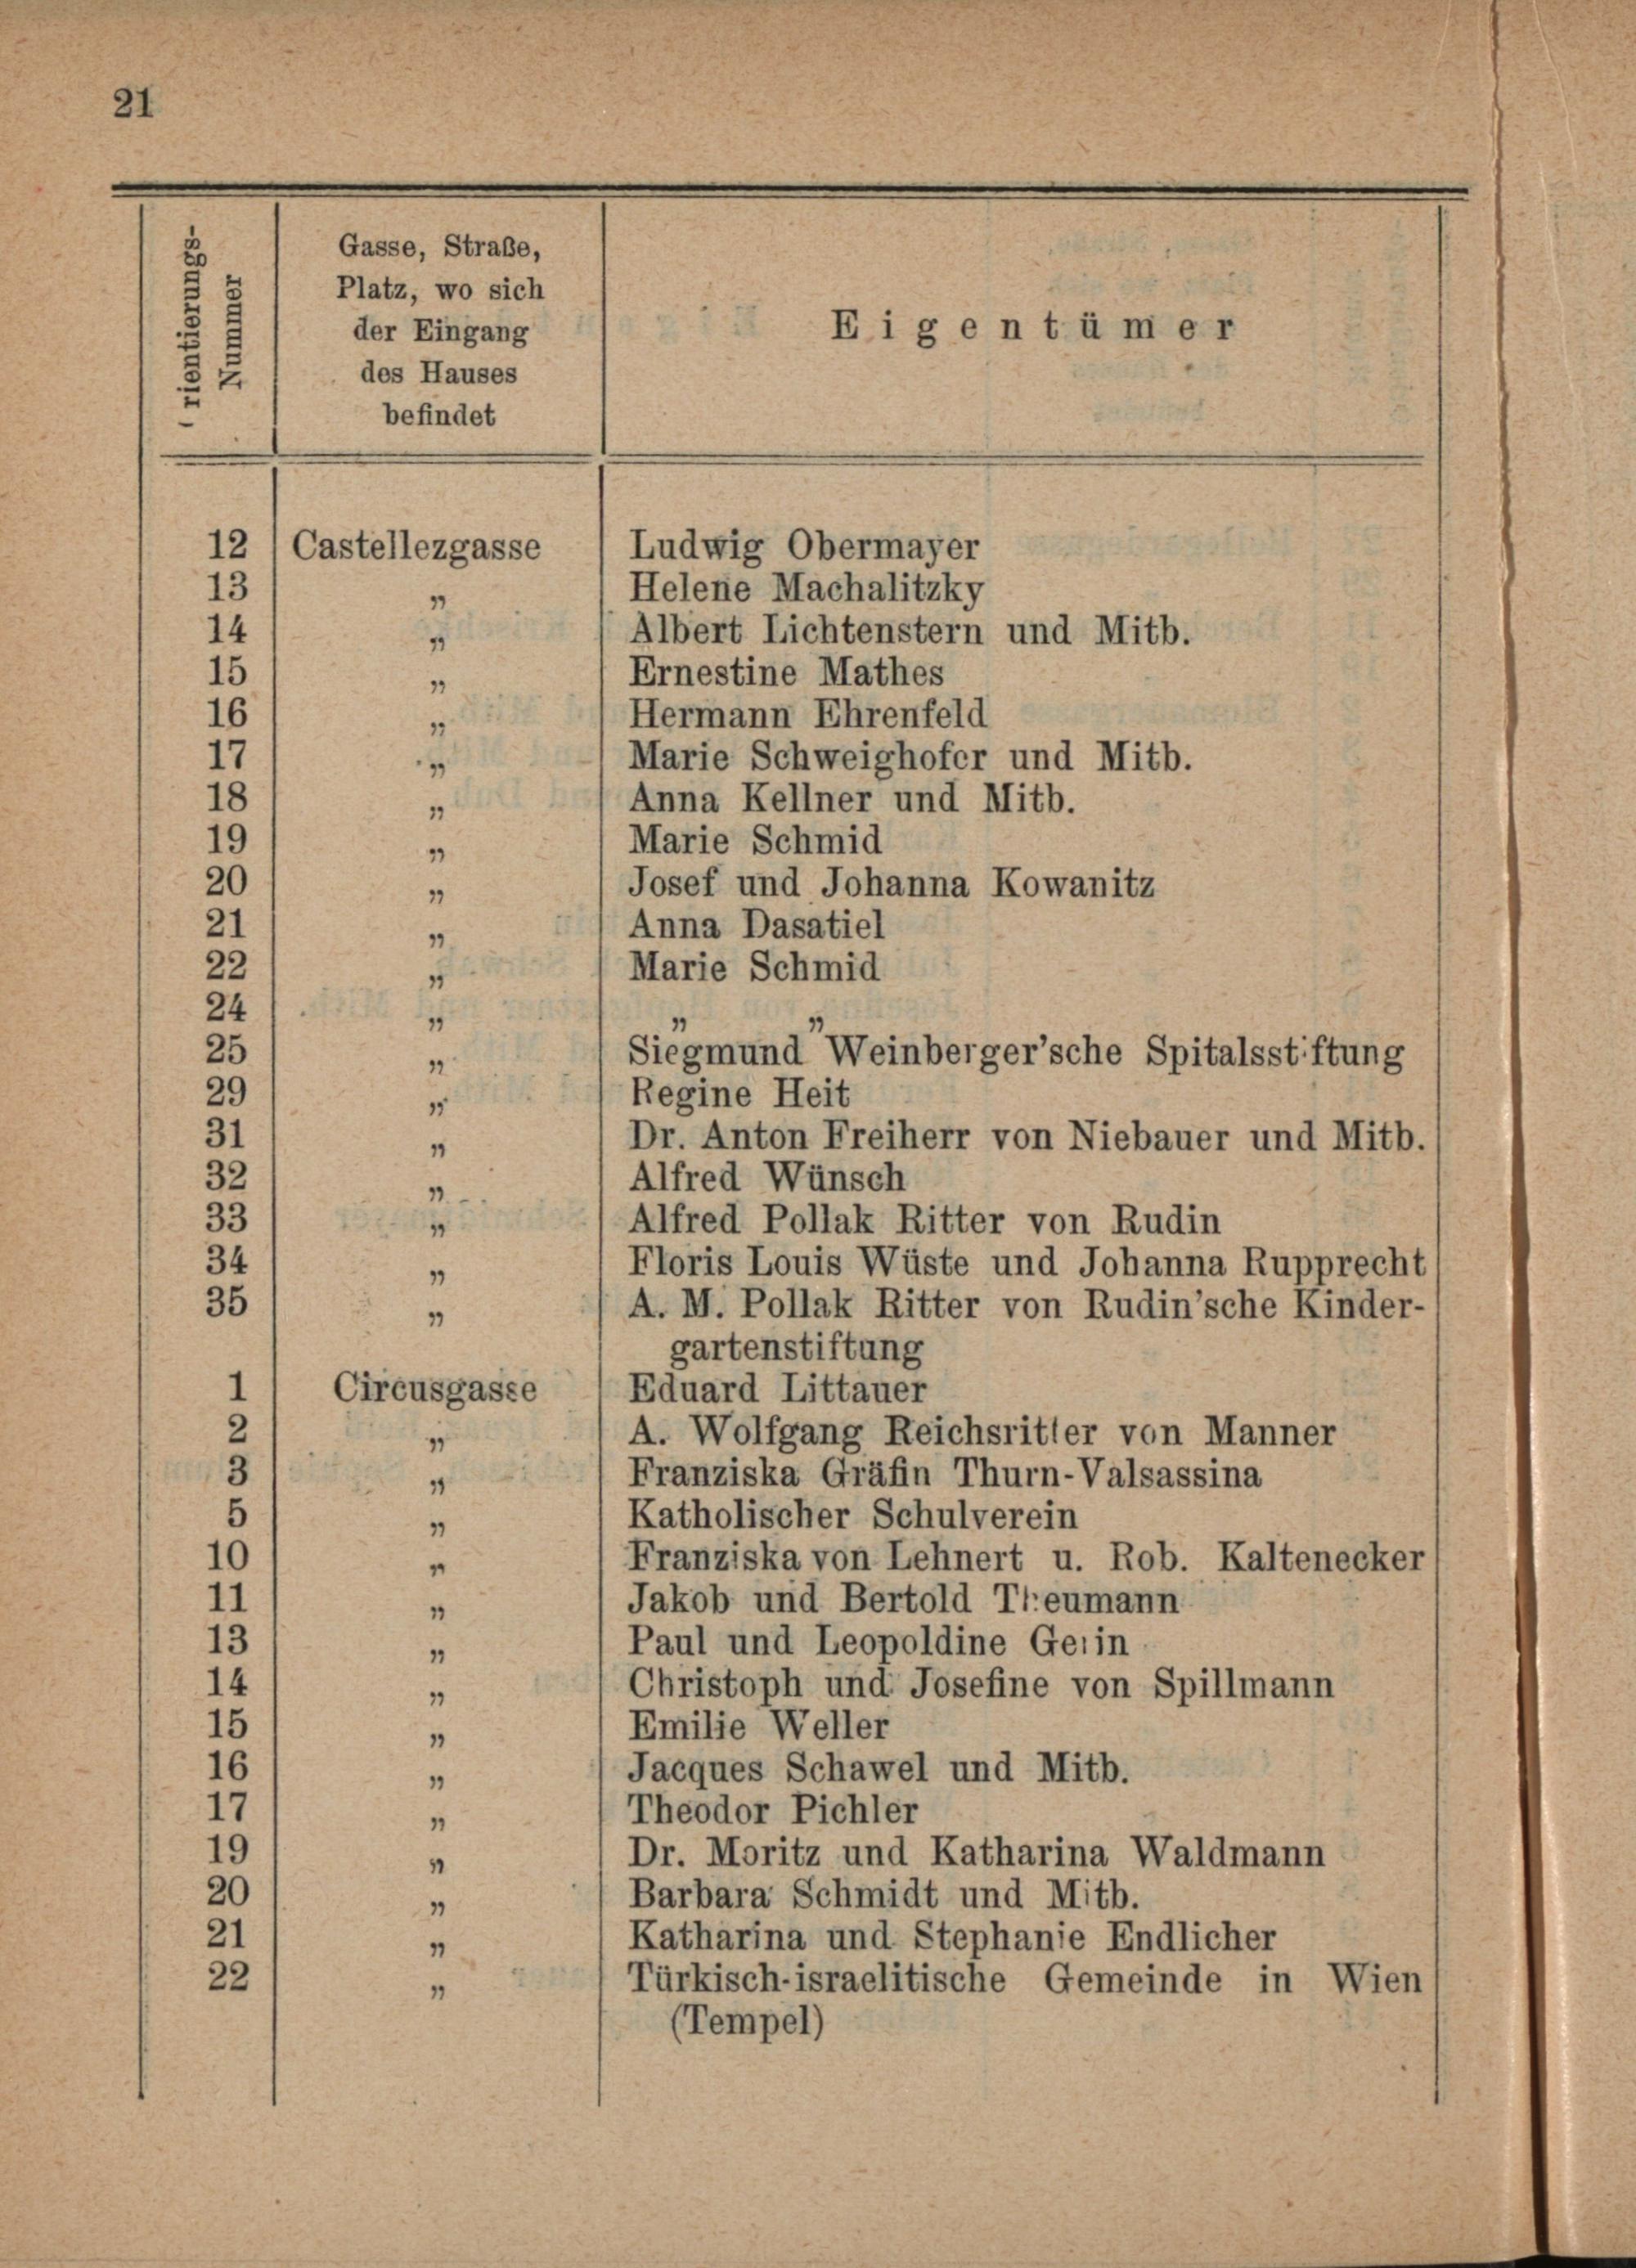 21
Orientierungs-
Nummer
Gasse, Straße,
Platz, wo sich
der Eingang
des Hauses
befindet
Eigentümer
12 Castellezgasse Ludwig Obermayer
13 „ Helene Machalitzky
14 „ Albert Lichtenstern und Mitb.
15 „ Ernestine Mathes
16 „ Hermann Ehrenfeld
17 „ Marie Schweighofer und Mitb.
18 „ Anna Kellner und Mitb.
19 „ Marie Schmid
20 „ Josef und Johanna Kowanitz
21 „ Anna Dasatiel
22 „ Marie Schmid
24 „ „ „
25 „ Siegmund Weinberger'sche Spitalsstiftung
29 „ Regine Heit
31 „ Dr. Anton Freiherr von Niebauer und Mitb.
32 „ Alfred Wünsch
33 „ Alfred Pollak Ritter von Rudin
34 „ Floris Louis Wüste und Johanna Rupprecht
35 „ A. M. Pollak Ritter von Rudin'sche Kinder-
gartenstiftung
1 Circusgasse Eduard Littauer
2 „ A. Wolfgang Reichsritter von Manner
3 „ Franziska Gräfin Thurn-Valsassina
5 „ Katholischer Schulverein
10 „ Franziska von Lehnert u. Rob. Kaltenecker
11 „ Jakob und Bertold Theumann
13 „ Paul und Leopoldine Gerin
14 „ Christoph und Josefine von Spillmann
15 „ Emilie Weller
16 „ Jacques Schawel und Mitb.
17 „ Theodor Pichler
19 „ Dr. Moritz und Katharina Waldmann
20 „ Barbara Schmidt und Mitb.
21 „ Katharina und Stephanie Endlicher
22 „ Türkisch-israelitische Gemeinde in Wien
(Tempel)